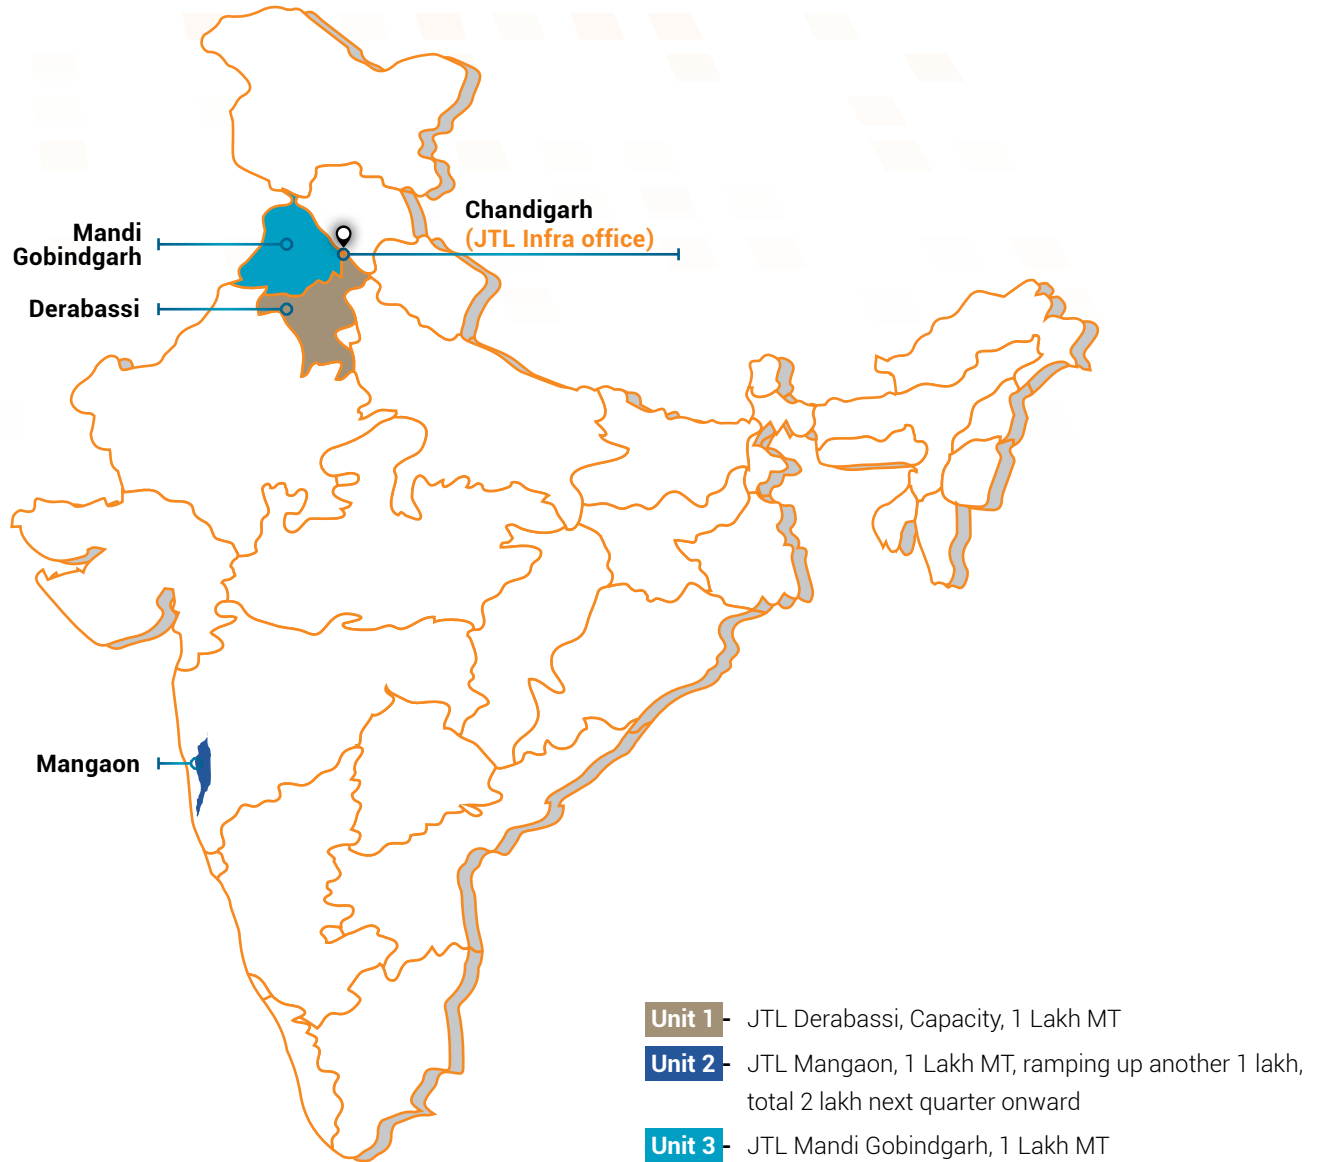 Chandigarh
(JTL Infra office)
Mandi
Gobindgarh
Derabassi
Mangaon
Unit 1 - JTL Derabassi, Capacity, 1 Lakh MT
Unit 2 - JTL Mangaon, 1 Lakh MT, ramping up another 1 lakh,
total 2 lakh next quarter onward
Unit 3 - JTL Mandi Gobindgarh, 1 Lakh MT